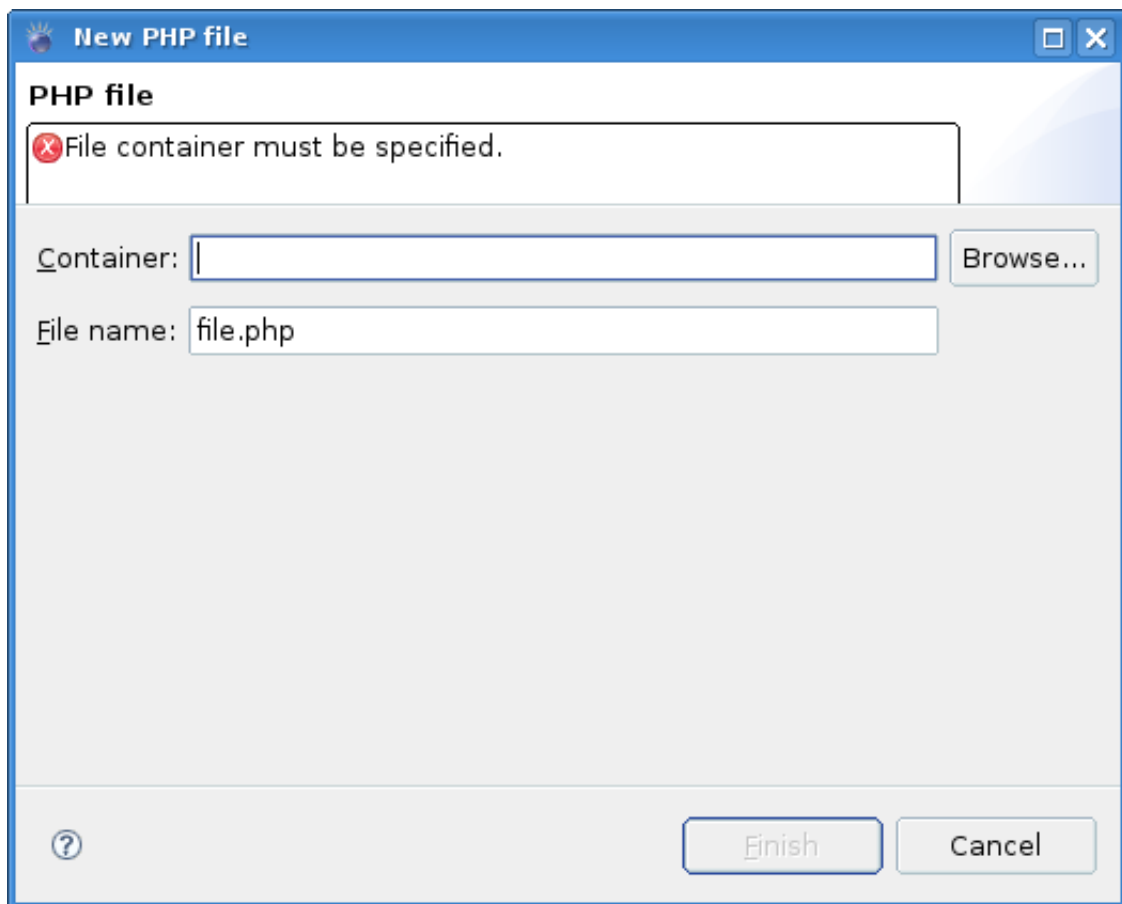 New PHP file
PHP file
File container must be specified.
Container: Browse...
File name: file.php
Finish Cancel